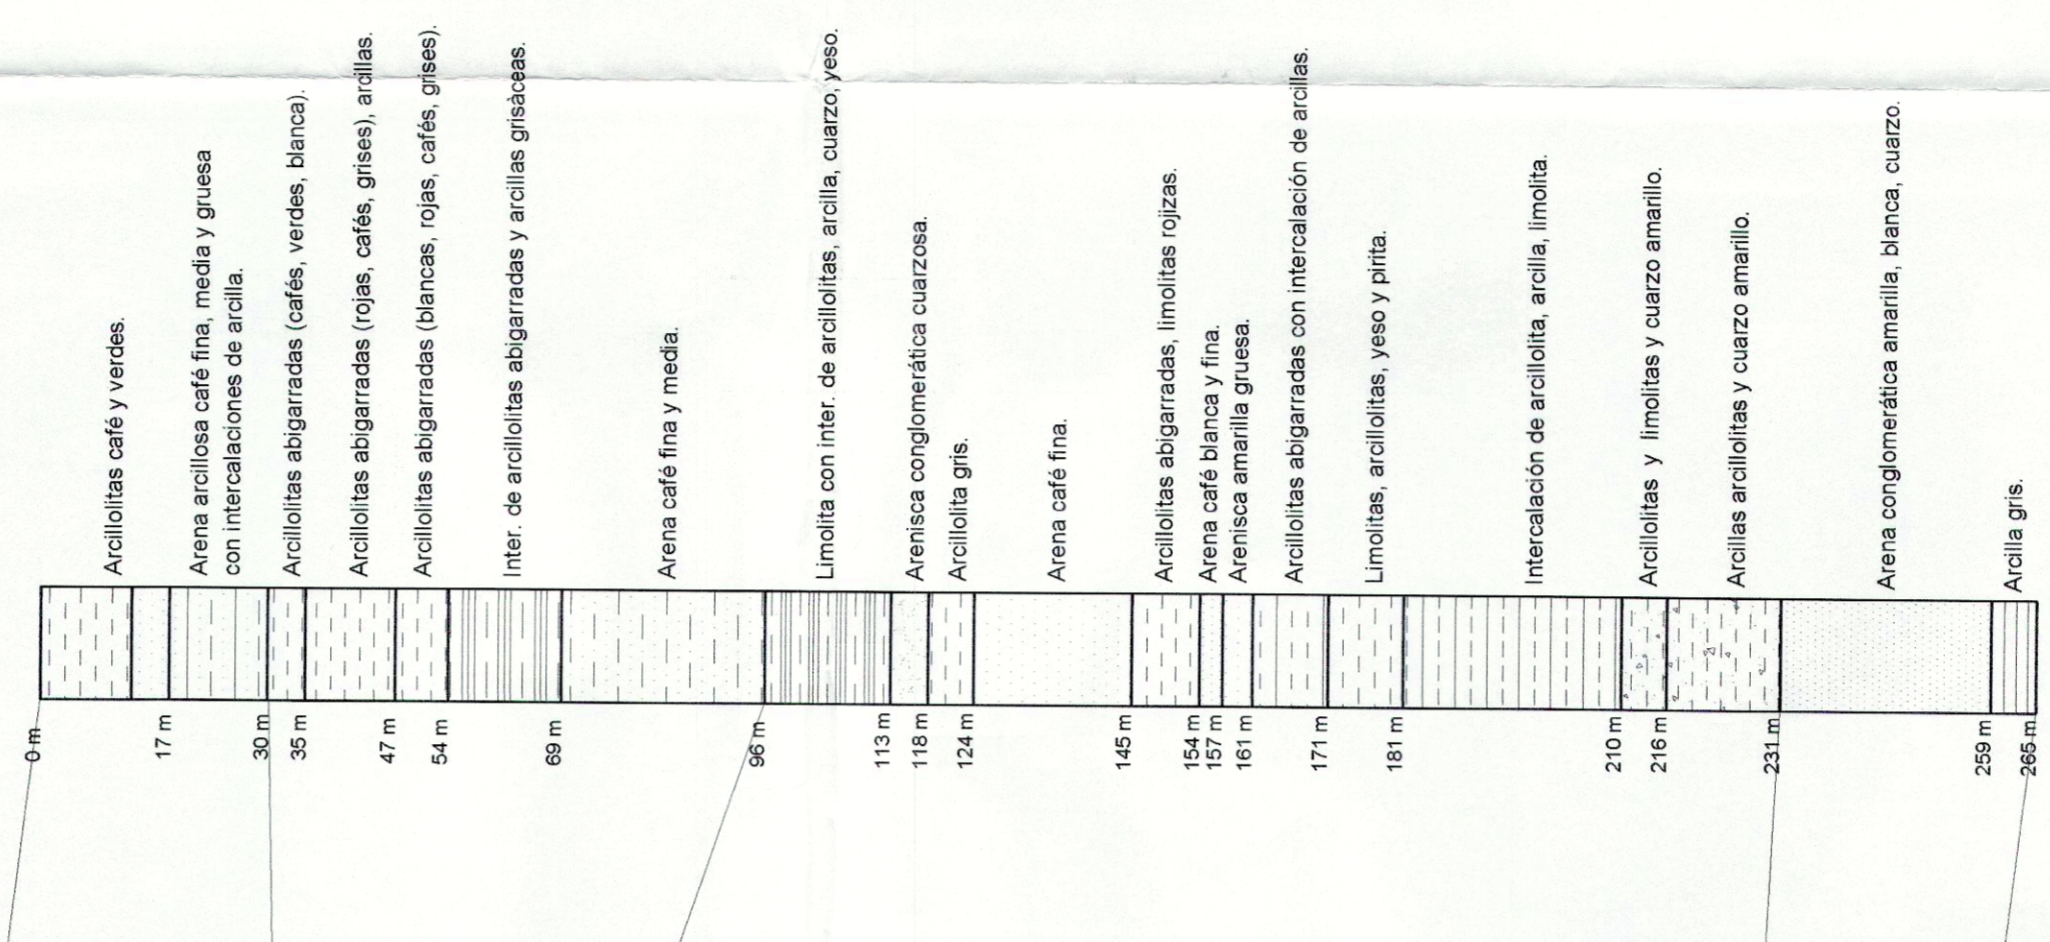 Arcillolitas café y verdes.
Arena arcillosa café fina, media y gruesa
con intercalaciones de arcilla.
Arcillolitas abigarradas (cafés, verdes, blanca).
Arcillolitas abigarradas (rojas, cafés, grises), arcillas.
Arcillolitas abigarradas (blancas, rojas, cafés, grises).
Inter. de arcillolitas abigarradas y arcillas grisàceas.
Arena café fina y media.
Limolita con inter. de arcillolitas, arcilla, cuarzo, yeso.
Arenisca conglomerática cuarzosa.
Arcillolita gris.
Arena café fina.
Arcillolitas abigarradas, limolitas rojizas.
Arena café blanca y fina.
Arenisca amarilla gruesa.
Arcillolitas abigarradas con intercalación de arcillas.
Limolitas, arcillolitas, yeso y pirita.
Intercalación de arcillolita, arcilla, limolita.
Arcillolitas y limolitas y cuarzo amarillo.
Arcillas arcillolitas y cuarzo amarillo.
Arena conglomerática amarilla, blanca, cuarzo.
Arcilla gris.
0 m
17 m
30 m
35 m
47 m
54 m
69 m
96 m
113 m
118 m
124 m
145 m
154 m
157 m
161 m
171 m
181 m
210 m
216 m
231 m
259 m
265 m